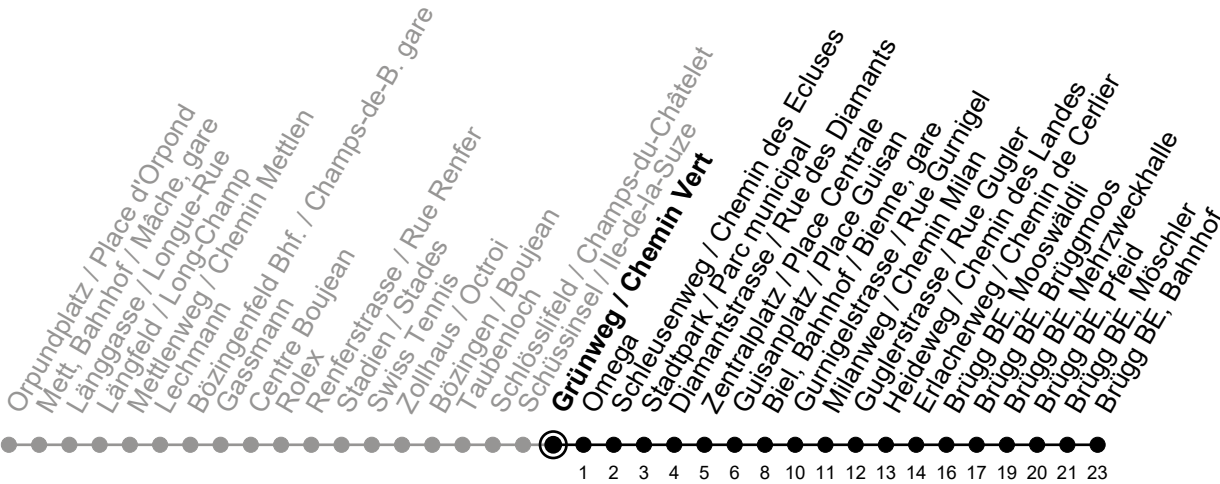 Orpundplatz / Place d'Orpond
Mett, Bahnhof / Mâche, gare
Länggasse / Longue-Rue
Längfeld / Long-Champ
Mettlenweg / Chemin Mettlen
Lechmann
Bözingenfeld Bhf. / Champs-de-B. gare
Gassmann
Centre Boujean
Rolex
Renferstrasse / Rue Renfer
Stadien / Stades
Swiss Tennis
Zollhaus / Octroi
Bözingen / Boujean
Taubenloch
Schlösslifeld / Champs-du-Châtelet
Schüssinsel / Ile-de-la-Suze
Grünweg / Chemin Vert
Omega
Schleusenweg / Chemin des Ecluses
Stadtpark / Parc municipal
Diamantstrasse / Rue des Diamants
Zentralplatz / Place Centrale
Guisanplatz / Place Guisan
Biel, Bahnhof / Bienne, gare
Gurnigelstrasse / Rue Gurnigel
Milanweg / Chemin Milan
Guglerstrasse / Rue Gugler
Heideweg / Chemin des Landes
Erlacherweg / Chemin de Cerlier
Brügg BE, Mooswäldli
Brügg BE, Brüggmoos
Brügg BE, Mehrzweckhalle
Brügg BE, Pfeid
Brügg BE, Möschler
Brügg BE, Bahnhof
1 2 3 4 5 6 8 10 11 12 13 14 16 17 19 20 21 23